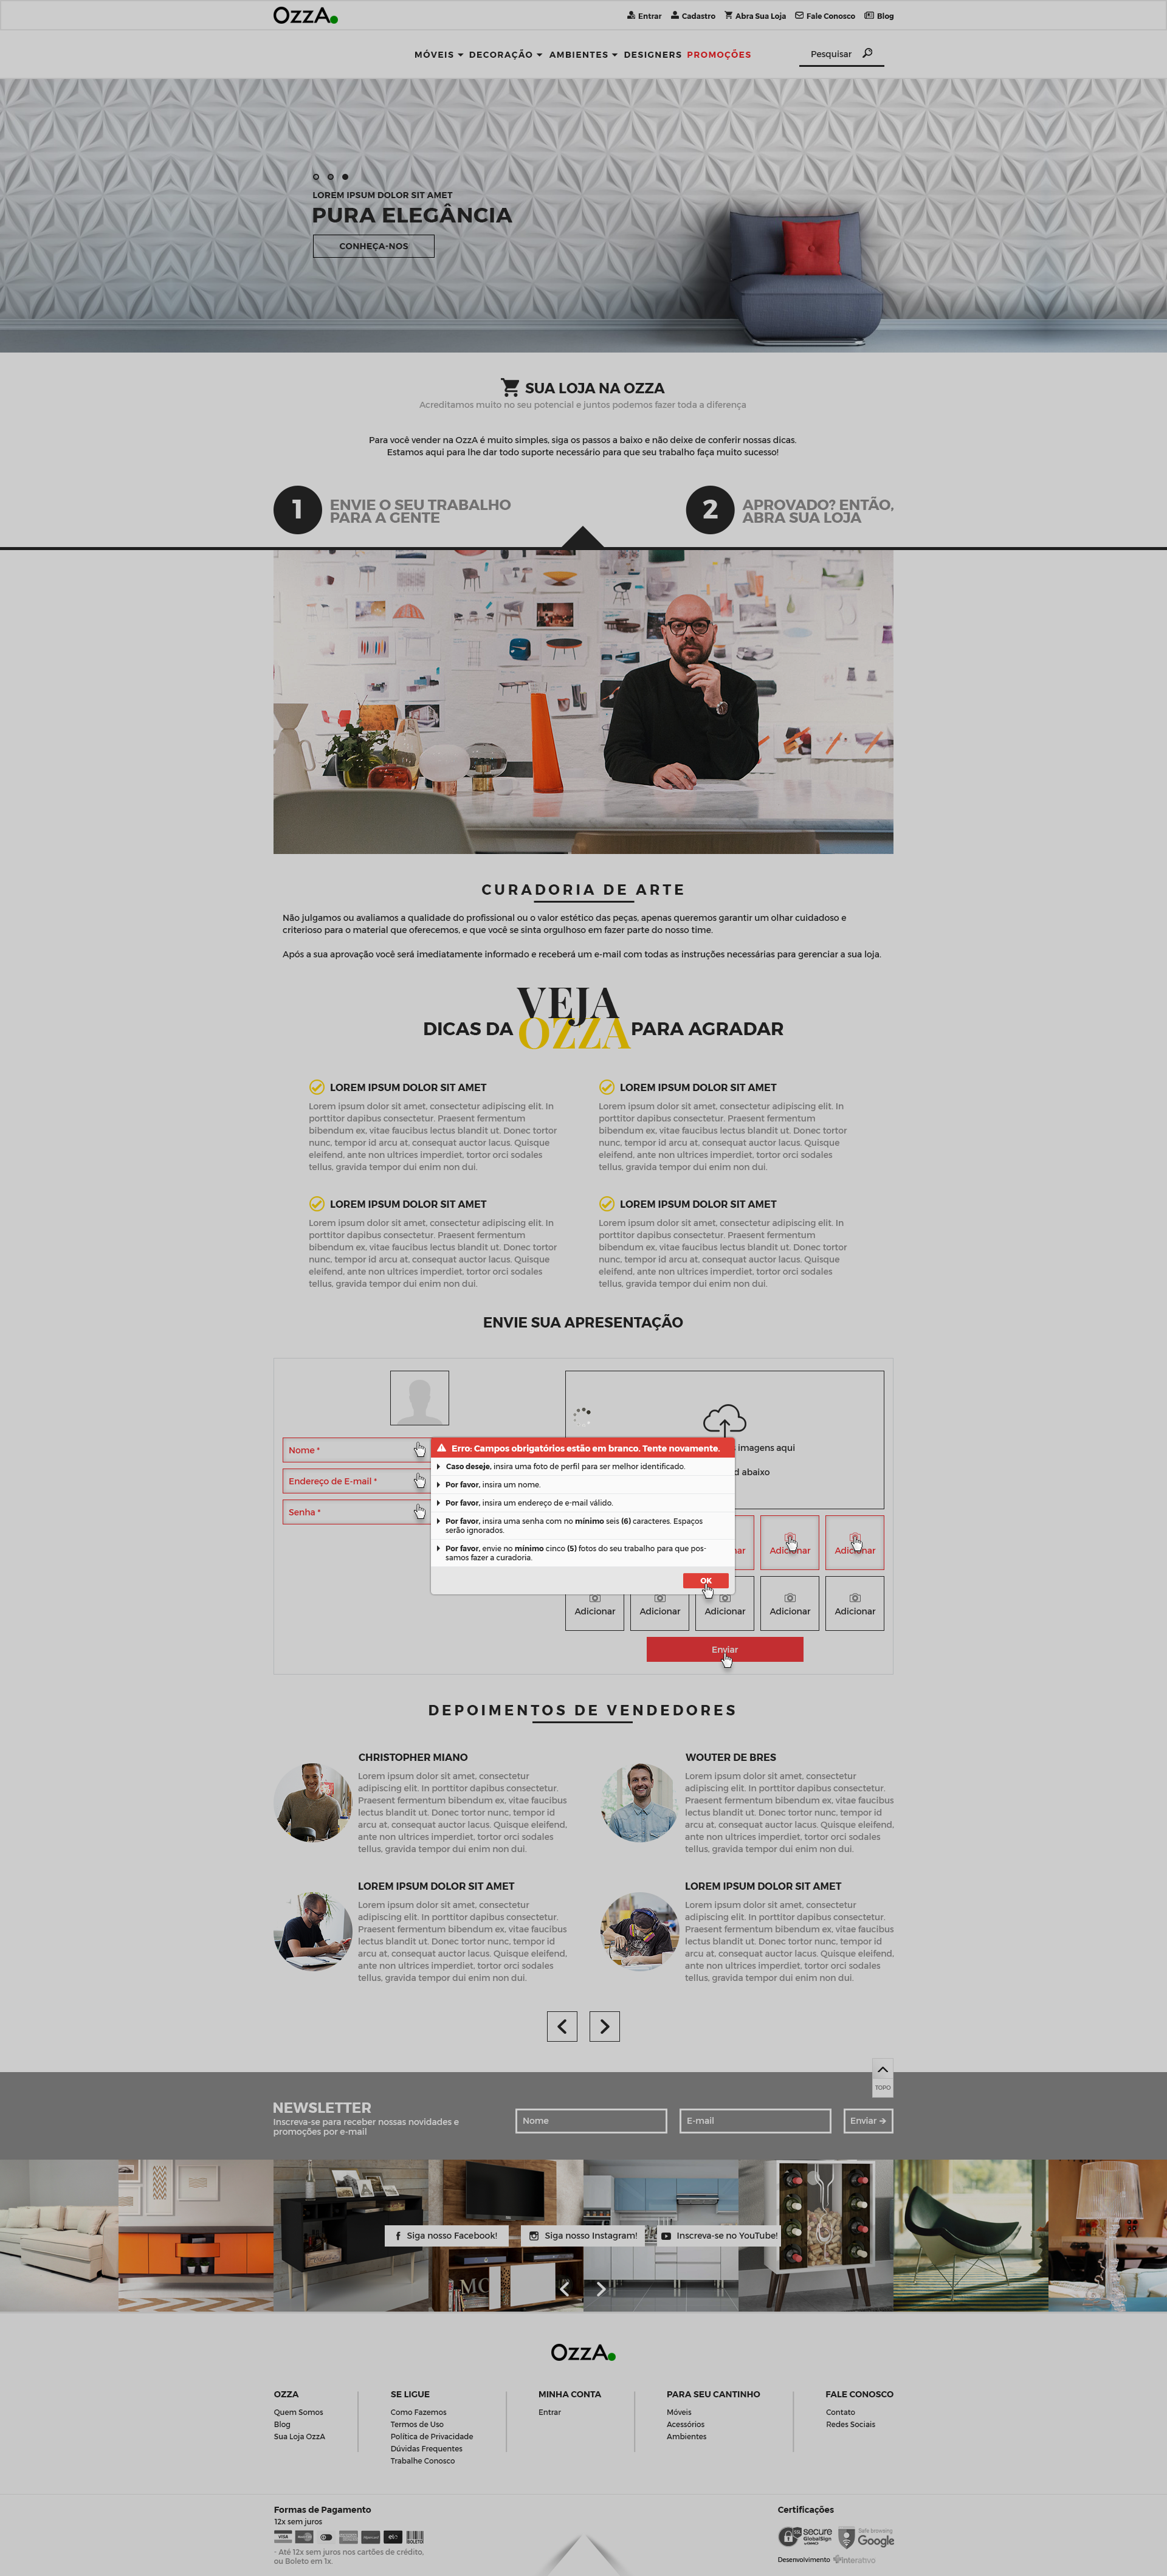 OzzA.
Entrar Cadastro Abra Sua Loja Fale Conosco Blog
MÓVEIS DECORAÇÃO AMBIENTES DESIGNERS PROMOÇÕES
Pesquisar
LOREM IPSUM DOLOR SIT AMET
PURA ELEGÂNCIA
CONHEÇA-NOS
SUA LOJA NA OZZA
Acreditamos muito no seu potencial e juntos podemos fazer toda a diferença
Para você vender na OzzA é muito simples, siga os passos a baixo e não deixe de conferir nossas dicas.
Estamos aqui para lhe dar todo suporte necessário para que seu trabalho faça muito sucesso!
1 ENVIE O SEU TRABALHO
PARA A GENTE
2 APROVADO? ENTÃO,
ABRA SUA LOJA
CURADORIA DE ARTE
Não julgamos ou avaliamos a qualidade do profissional ou o valor estético das peças, apenas queremos garantir um olhar cuidadoso e
criterioso para o material que oferecemos, e que você se sinta orgulhoso em fazer parte do nosso time.
Após a sua aprovação você será imediatamente informado e receberá um e-mail com todas as instruções necessárias para gerenciar a sua loja.
VEJA
DICAS DA OZZA PARA AGRADAR
LOREM IPSUM DOLOR SIT AMET
Lorem ipsum dolor sit amet, consectetur adipiscing elit. In
porttitor dapibus consectetur. Praesent fermentum
bibendum ex, vitae faucibus lectus blandit ut. Donec tortor
nunc, tempor id arcu at, consequat auctor lacus. Quisque
eleifend, ante non ultrices imperdiet, tortor orci sodales
tellus, gravida tempor dui enim non dui.
LOREM IPSUM DOLOR SIT AMET
Lorem ipsum dolor sit amet, consectetur adipiscing elit. In
porttitor dapibus consectetur. Praesent fermentum
bibendum ex, vitae faucibus lectus blandit ut. Donec tortor
nunc, tempor id arcu at, consequat auctor lacus. Quisque
eleifend, ante non ultrices imperdiet, tortor orci sodales
tellus, gravida tempor dui enim non dui.
LOREM IPSUM DOLOR SIT AMET
Lorem ipsum dolor sit amet, consectetur adipiscing elit. In
porttitor dapibus consectetur. Praesent fermentum
bibendum ex, vitae faucibus lectus blandit ut. Donec tortor
nunc, tempor id arcu at, consequat auctor lacus. Quisque
eleifend, ante non ultrices imperdiet, tortor orci sodales
tellus, gravida tempor dui enim non dui.
LOREM IPSUM DOLOR SIT AMET
Lorem ipsum dolor sit amet, consectetur adipiscing elit. In
porttitor dapibus consectetur. Praesent fermentum
bibendum ex, vitae faucibus lectus blandit ut. Donec tortor
nunc, tempor id arcu at, consequat auctor lacus. Quisque
eleifend, ante non ultrices imperdiet, tortor orci sodales
tellus, gravida tempor dui enim non dui.
ENVIE SUA APRESENTAÇÃO
Nome *
Endereço de E-mail *
Senha *
imagens aqui
abaixo
Erro: Campos obrigatórios estão em branco. Tente novamente.
Caso deseje, insira uma foto de perfil para ser melhor identificado.
Por favor, insira um nome.
Por favor, insira um endereço de e-mail válido.
Por favor, insira uma senha com no mínimo seis (6) caracteres. Espaços
serão ignorados.
Por favor, envie no mínimo cinco (5) fotos do seu trabalho para que pos-
samos fazer a curadoria.
OK
Adicionar Adicionar
Adicionar Adicionar Adicionar Adicionar Adicionar
Enviar
DEPOIMENTOS DE VENDEDORES
CHRISTOPHER MIANO
Lorem ipsum dolor sit amet, consectetur
adipiscing elit. In porttitor dapibus consectetur.
Praesent fermentum bibendum ex, vitae faucibus
lectus blandit ut. Donec tortor nunc, tempor id
arcu at, consequat auctor lacus. Quisque eleifend,
ante non ultrices imperdiet, tortor orci sodales
tellus, gravida tempor dui enim non dui.
WOUTER DE BRES
Lorem ipsum dolor sit amet, consectetur
adipiscing elit. In porttitor dapibus consectetur.
Praesent fermentum bibendum ex, vitae faucibus
lectus blandit ut. Donec tortor nunc, tempor id
arcu at, consequat auctor lacus. Quisque eleifend,
ante non ultrices imperdiet, tortor orci sodales
tellus, gravida tempor dui enim non dui.
LOREM IPSUM DOLOR SIT AMET
Lorem ipsum dolor sit amet, consectetur
adipiscing elit. In porttitor dapibus consectetur.
Praesent fermentum bibendum ex, vitae faucibus
lectus blandit ut. Donec tortor nunc, tempor id
arcu at, consequat auctor lacus. Quisque eleifend,
ante non ultrices imperdiet, tortor orci sodales
tellus, gravida tempor dui enim non dui.
LOREM IPSUM DOLOR SIT AMET
Lorem ipsum dolor sit amet, consectetur
adipiscing elit. In porttitor dapibus consectetur.
Praesent fermentum bibendum ex, vitae faucibus
lectus blandit ut. Donec tortor nunc, tempor id
arcu at, consequat auctor lacus. Quisque eleifend,
ante non ultrices imperdiet, tortor orci sodales
tellus, gravida tempor dui enim non dui.
TOPO
NEWSLETTER
Inscreva-se para receber nossas novidades e
promoções por e-mail
Nome
E-mail
Enviar
Siga nosso Facebook!
Siga nosso Instagram!
Inscreva-se no YouTube!
OzzA.
OZZA
Quem Somos
Blog
Sua Loja OzzA
SE LIGUE
Como Fazemos
Termos de Uso
Política de Privacidade
Dúvidas Frequentes
Trabalhe Conosco
MINHA CONTA
Entrar
PARA SEU CANTINHO
Móveis
Acessórios
Ambientes
FALE CONOSCO
Contato
Redes Sociais
Formas de Pagamento
12x sem juros
VISA
elo
BOLETO
- Até 12x sem juros nos cartões de crédito,
ou Boleto em 1x.
Certificações
secure
GlobalSign
Safe browsing
Google
Desenvolvimento interativo